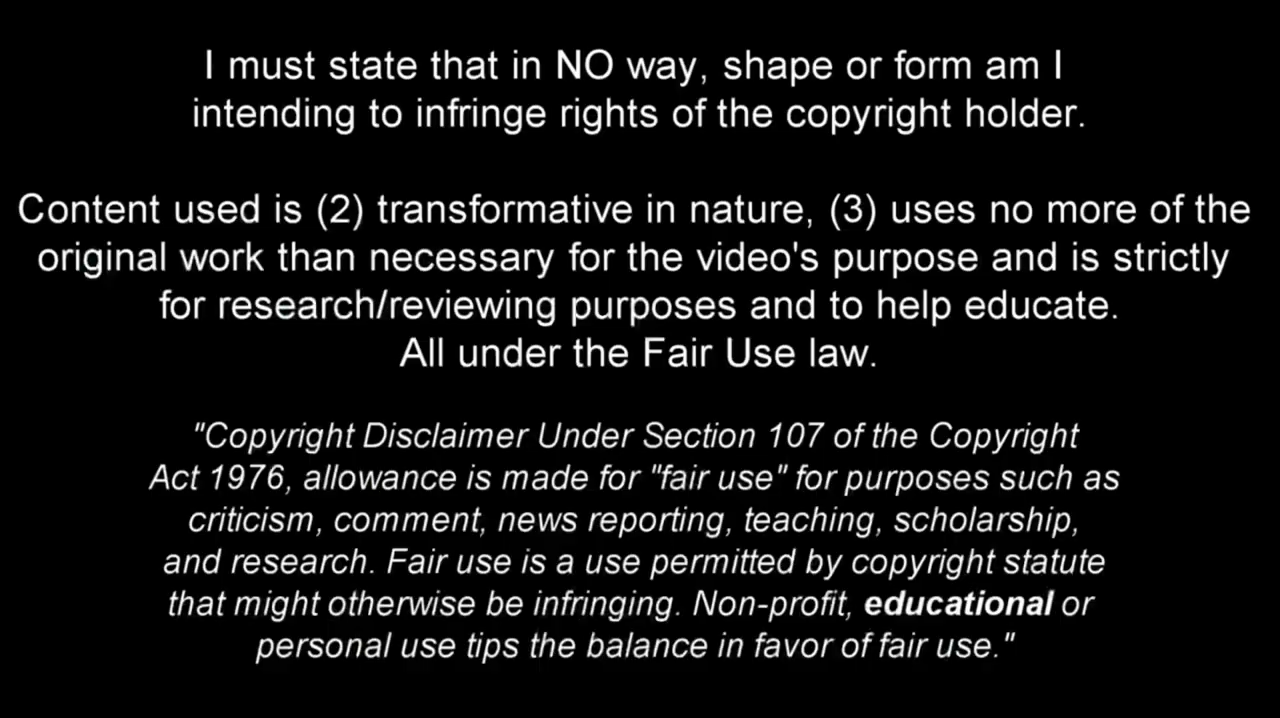 I must state that in NO way, shape or form am I
intending to infringe rights of the copyright holder.
Content used is (2) transformative in nature, (3) uses no more of the
original work than necessary for the video's purpose and is strictly
for research/reviewing purposes and to help educate.
All under the Fair Use law.
"Copyright Disclaimer Under Section 107 of the Copyright
Act 1976, allowance is made for "fair use" for purposes such as
criticism, comment, news reporting, teaching, scholarship,
and research. Fair use is a use permitted by copyright statute
that might otherwise be infringing. Non-profit, educational or
personal use tips the balance in favor of fair use."